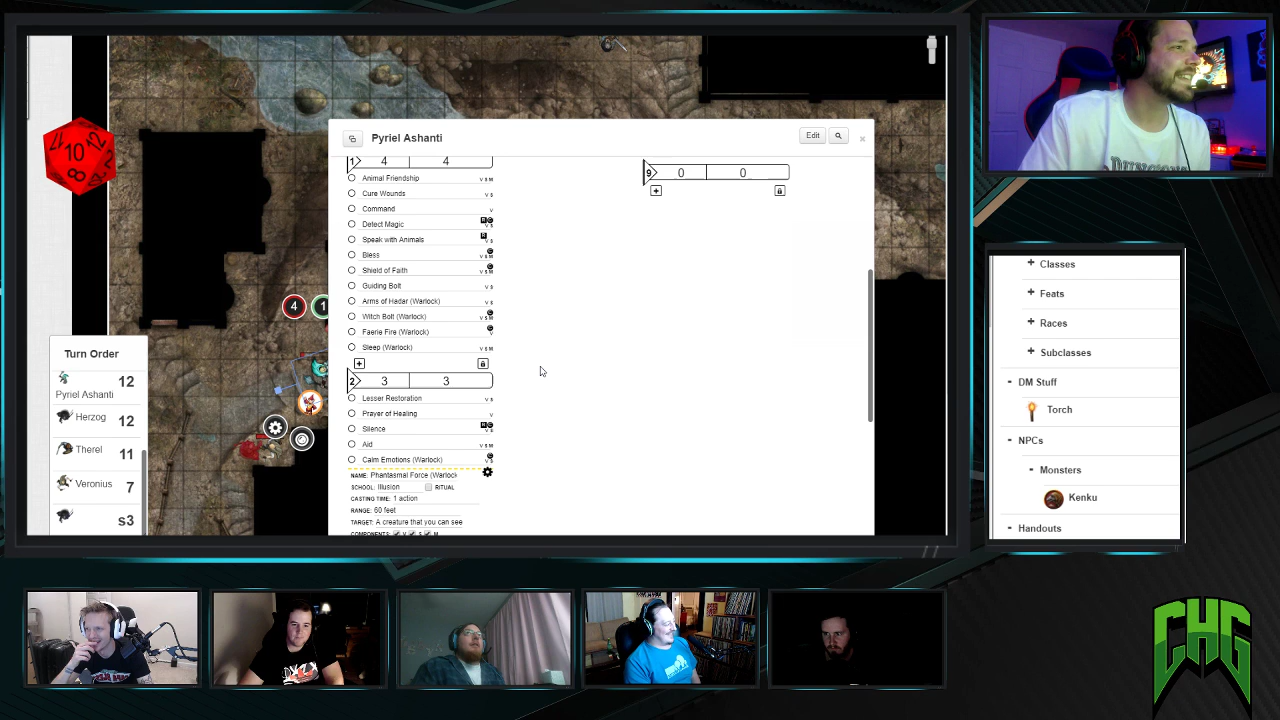 Pyriel Ashanti
Edit
1 4 4
Animal Friendship V S M
Cure Wounds V S
Command V
Detect Magic R C V S
Speak with Animals R V S
Bless C V S M
Shield of Faith C V S M
Guiding Bolt V S
Arms of Hadar (Warlock) V S
Witch Bolt (Warlock) C V S M
Faerie Fire (Warlock) C V
Sleep (Warlock) V S M
2 3 3
Lesser Restoration V S
Prayer of Healing V
Silence R C V S
Aid V S M
Calm Emotions (Warlock) C V S
NAME: Phantasmal Force (Warlock
SCHOOL: Illusion RITUAL
CASTING TIME: 1 action
RANGE: 60 feet
TARGET: A creature that you can see
COMPONENTS: V S M
9 0 0
10
12
8
4
1
Turn Order
Pyriel Ashanti 12
Herzog 12
Therel 11
Veronius 7
s3
Classes
Feats
Races
Subclasses
DM Stuff
Torch
NPCs
Monsters
Kenku
Handouts
CHG